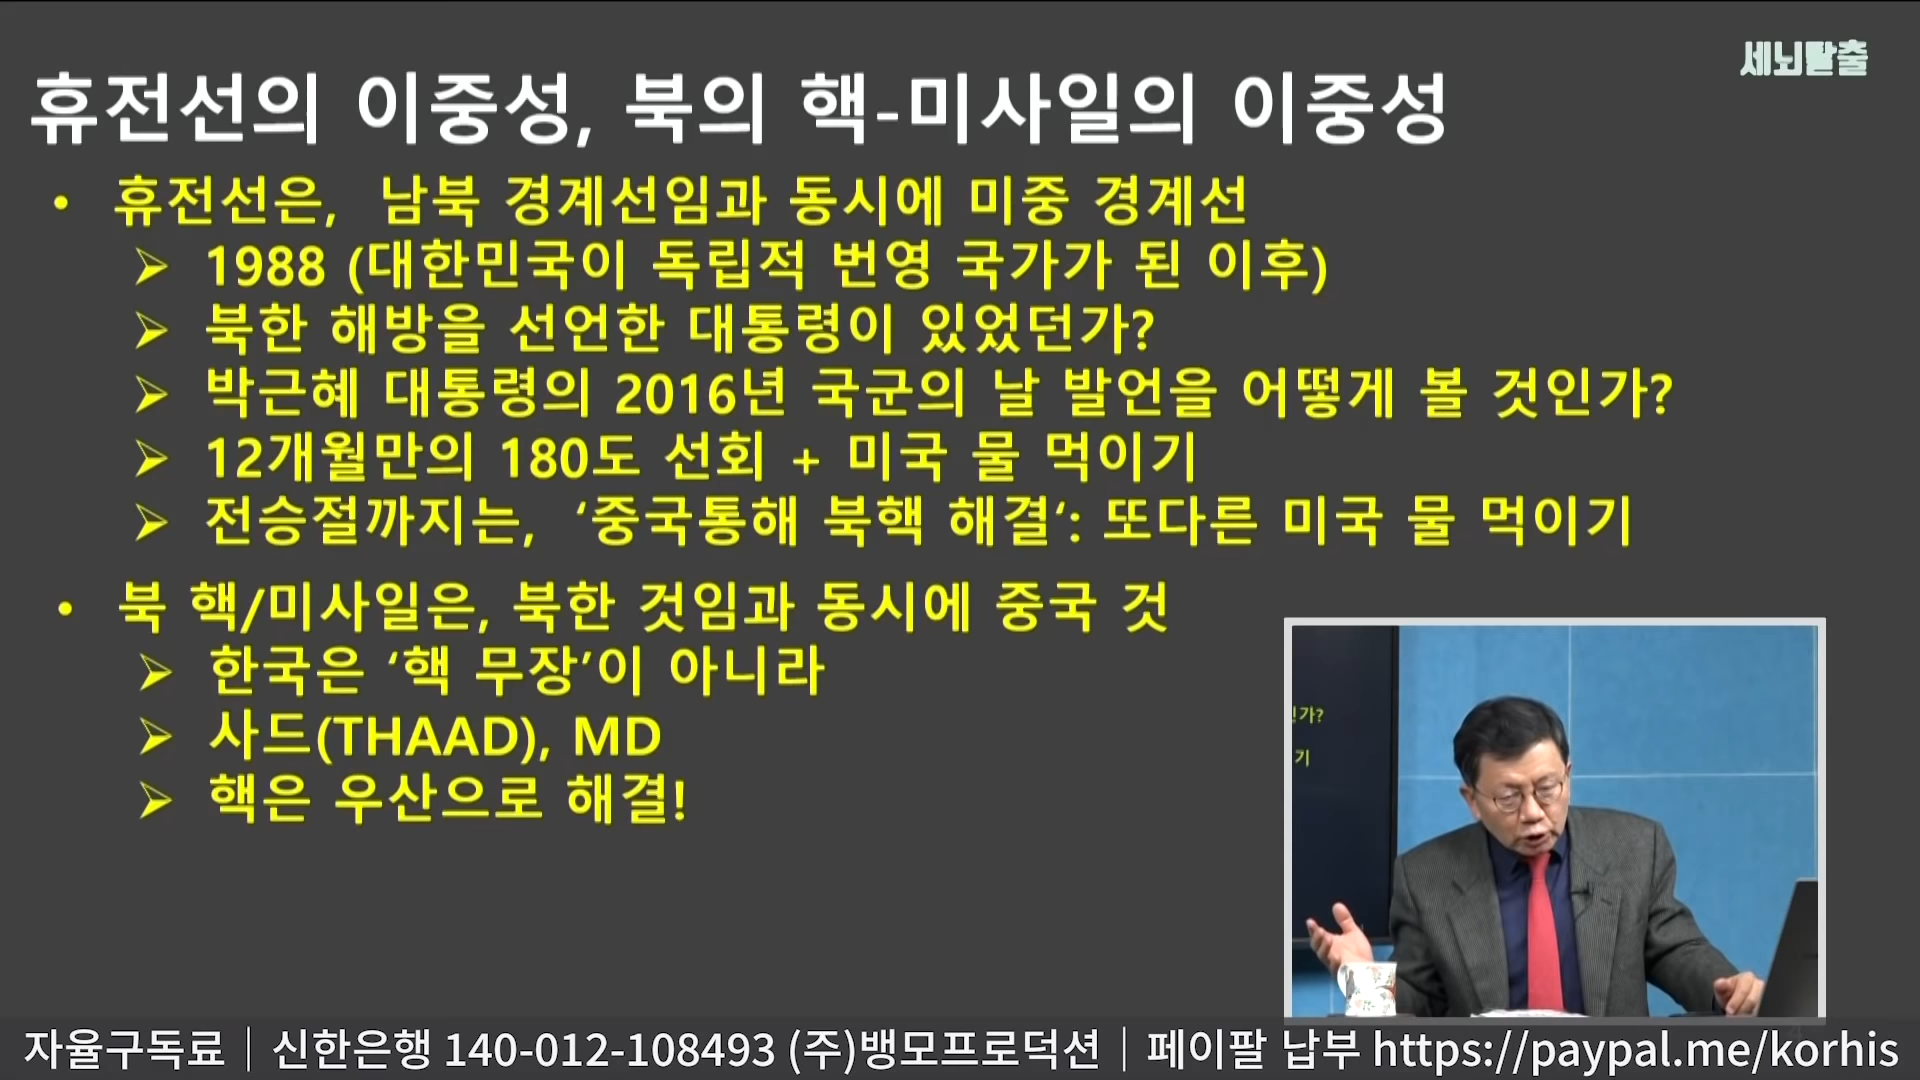 세뇌탈출
휴전선의 이중성, 북의 핵-미사일의 이중성
• 휴전선은, 남북 경계선임과 동시에 미중 경계선
➢ 1988 (대한민국이 독립적 번영 국가가 된 이후)
➢ 북한 해방을 선언한 대통령이 있었던가?
➢ 박근혜 대통령의 2016년 국군의 날 발언을 어떻게 볼 것인가?
➢ 12개월만의 180도 선회 + 미국 물 먹이기
➢ 전승절까지는, ‘중국통해 북핵 해결‘: 또다른 미국 물 먹이기
• 북 핵/미사일은, 북한 것임과 동시에 중국 것
➢ 한국은 ‘핵 무장’이 아니라
➢ 사드(THAAD), MD
➢ 핵은 우산으로 해결!
가?
기
자율구독료｜신한은행 140-012-108493 (주)뱅모프로덕션｜페이팔 납부 https://paypal.me/korhis